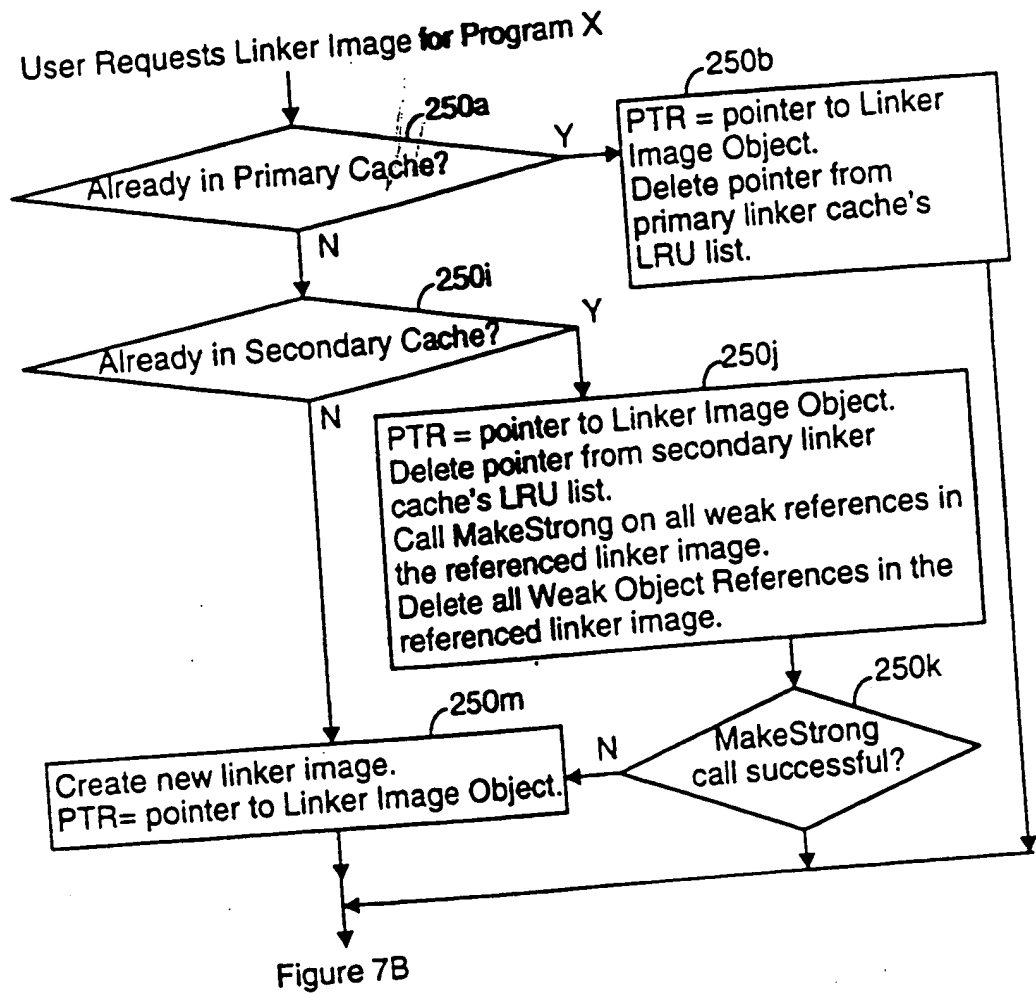 User Requests Linker Image for Program X
250a
Already in Primary Cache?
Y
N
250b
PTR = pointer to Linker
Image Object.
Delete pointer from
primary linker cache's
LRU list.
250i
Already in Secondary Cache?
Y
N
250j
PTR = pointer to Linker Image Object.
Delete pointer from secondary linker
cache's LRU list.
Call MakeStrong on all weak references in
the referenced linker image.
Delete all Weak Object References in the
referenced linker image.
250k
MakeStrong
call successful?
N
250m
Create new linker image.
PTR= pointer to Linker Image Object.
Figure 7B